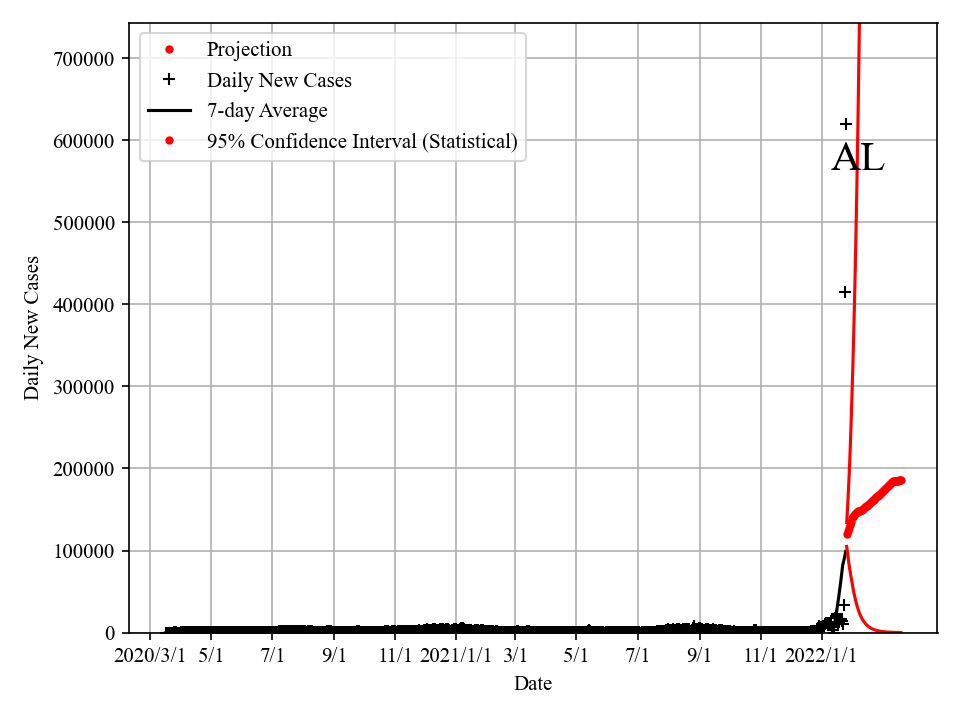 Projection
Daily New Cases
7-day Average
95% Confidence Interval (Statistical)
AL
700000
600000
500000
400000
300000
200000
100000
0
Daily New Cases
2020/3/1 5/1 7/1 9/1 11/1 2021/1/1 3/1 5/1 7/1 9/1 11/1 2022/1/1
Date